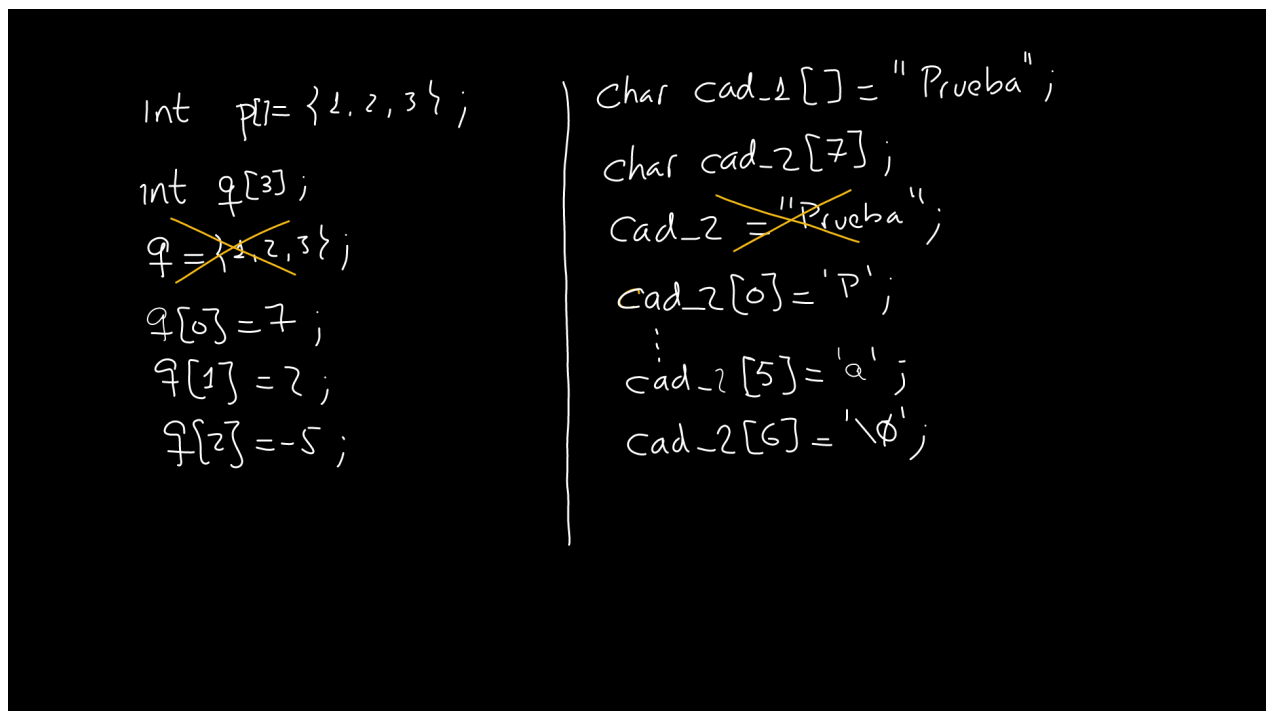 int p[]= {1, 2, 3} ;
int q[3] ;
q = {1, 2, 3} ;
q[0] = 7 ;
q[1] = 2 ;
q[2] = -5 ;
char cad_1[] = "Prueba" ;
char cad_2[7] ;
cad_2 = "Prueba" ;
cad_2[0] = 'P' ;
⋮
cad_2[5] = 'a' ;
cad_2[6] = '\0' ;